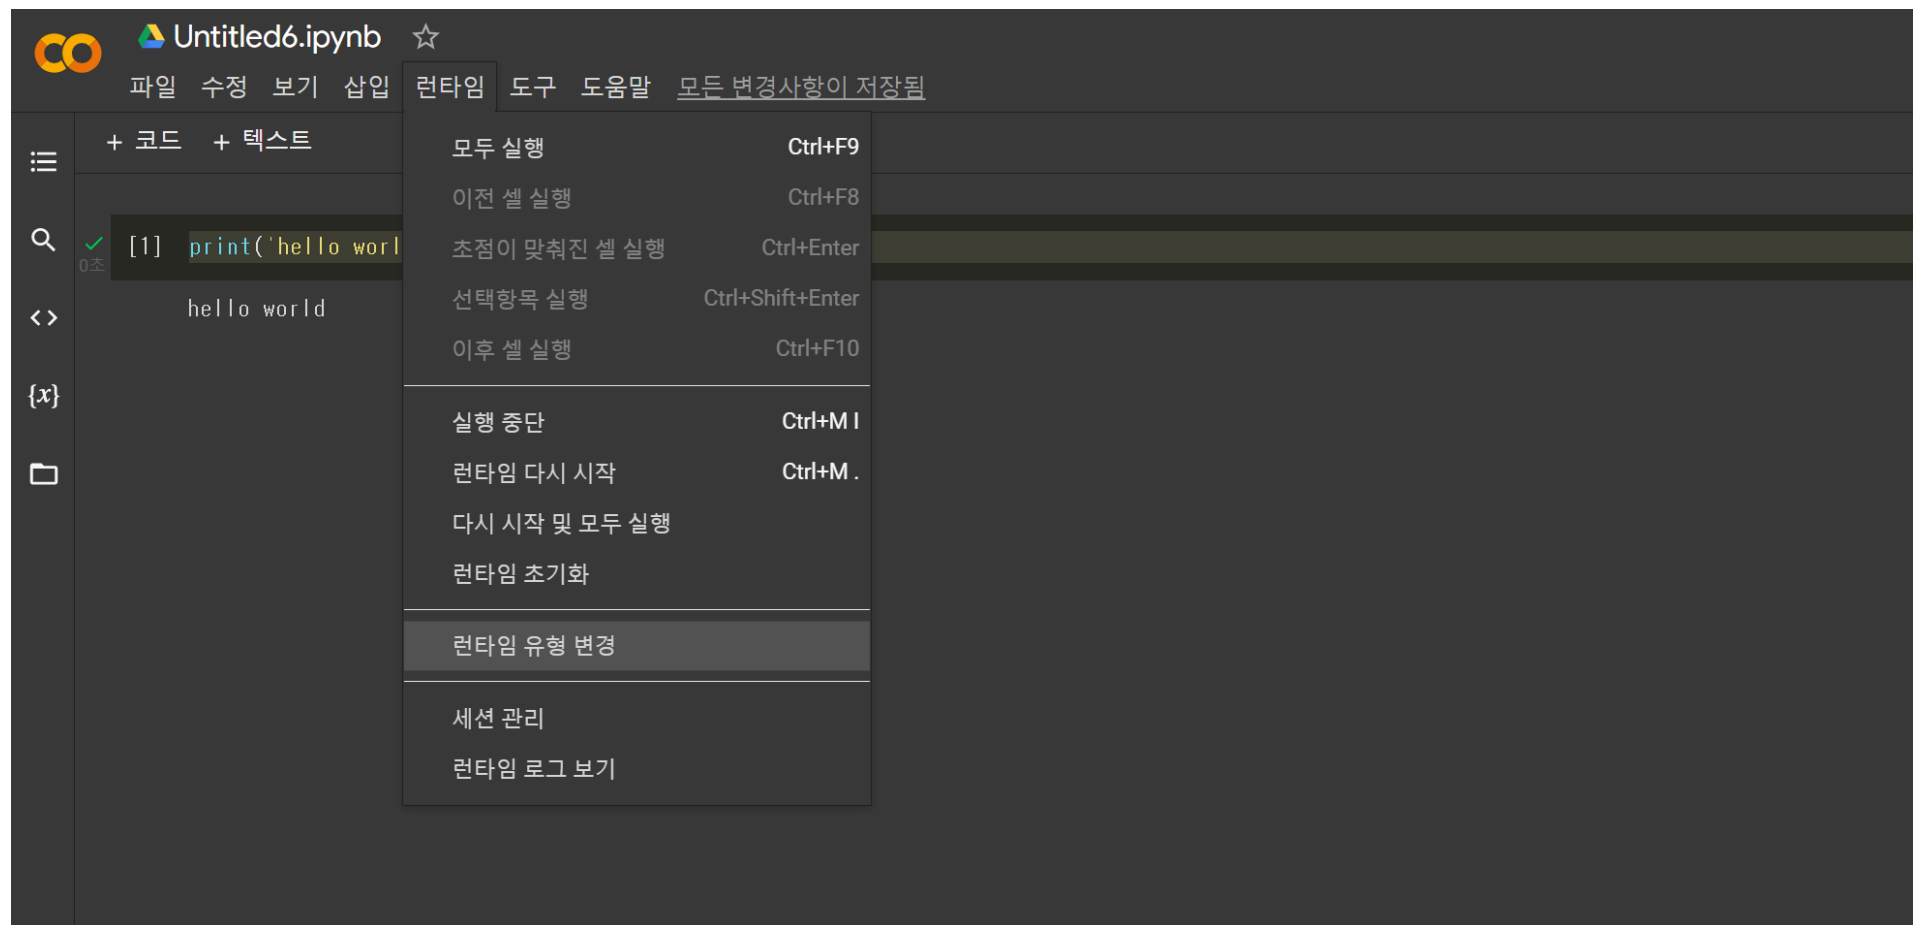 Untitled6.ipynb
파일 수정 보기 삽입 런타임 도구 도움말 모든 변경사항이 저장됨
+ 코드 + 텍스트
모두 실행 Ctrl+F9
이전 셀 실행 Ctrl+F8
초점이 맞춰진 셀 실행 Ctrl+Enter
선택항목 실행 Ctrl+Shift+Enter
이후 셀 실행 Ctrl+F10
실행 중단 Ctrl+M I
런타임 다시 시작 Ctrl+M .
다시 시작 및 모두 실행
런타임 초기화
런타임 유형 변경
세션 관리
런타임 로그 보기
[1] print('hello worl
0초
hello world
{x}